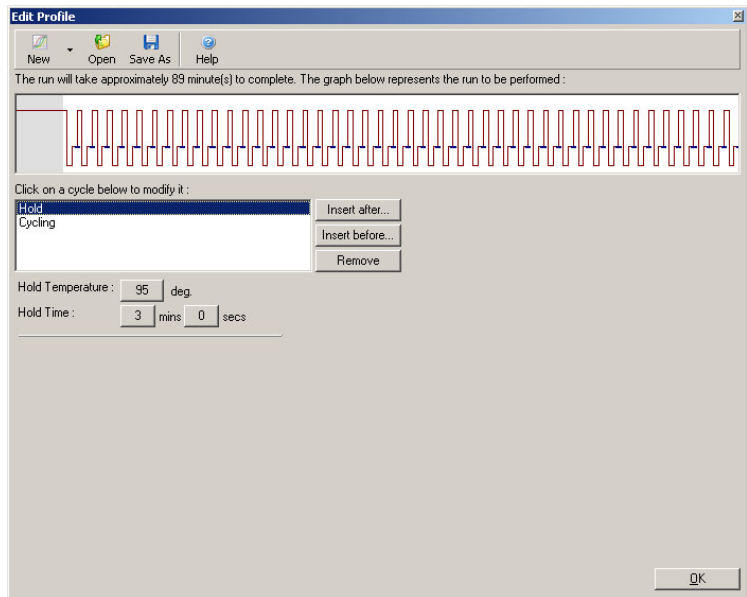 Edit Profile
New Open Save As Help
The run will take approximately 89 minute(s) to complete. The graph below represents the run to be performed :
Click on a cycle below to modify it :
Hold
Cycling
Insert after...
Insert before...
Remove
Hold Temperature : 95 deg.
Hold Time : 3 mins 0 secs
OK